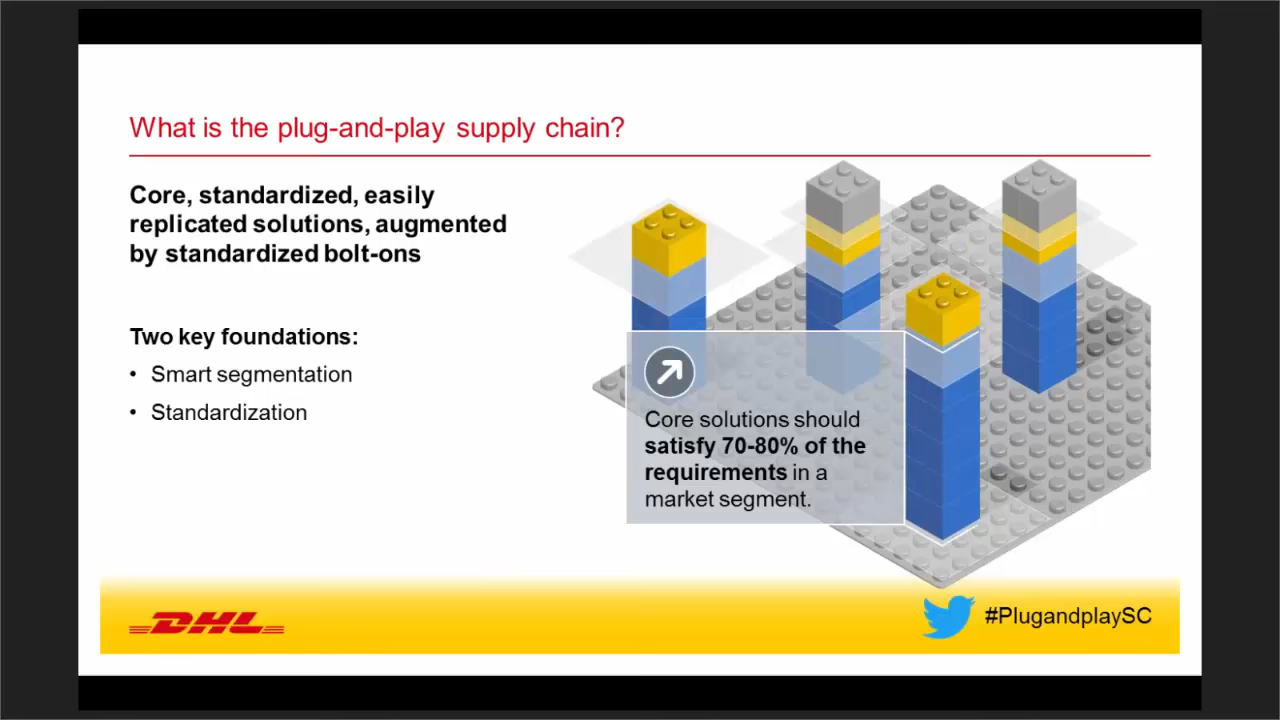 What is the plug-and-play supply chain?
Core, standardized, easily
replicated solutions, augmented
by standardized bolt-ons
Two key foundations:
• Smart segmentation
• Standardization
Core solutions should
satisfy 70-80% of the
requirements in a
market segment.
DHL
#PlugandplaySC